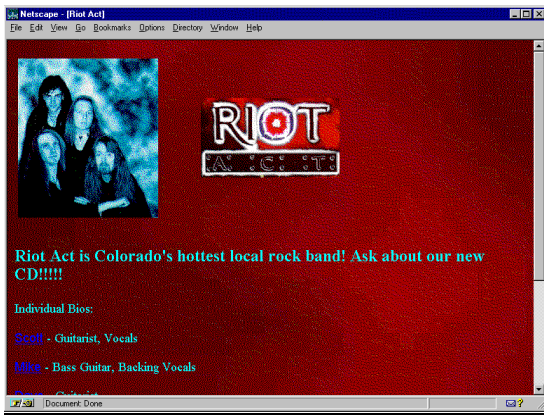 Netscape - [Riot Act]
File Edit View Go Bookmarks Options Directory Window Help
RIOT
A C T
Riot Act is Colorado's hottest local rock band! Ask about our new
CD!!!!!
Individual Bios:
- Guitarist, Vocals
Mike - Bass Guitar, Backing Vocals
- Guitarist
Document: Done